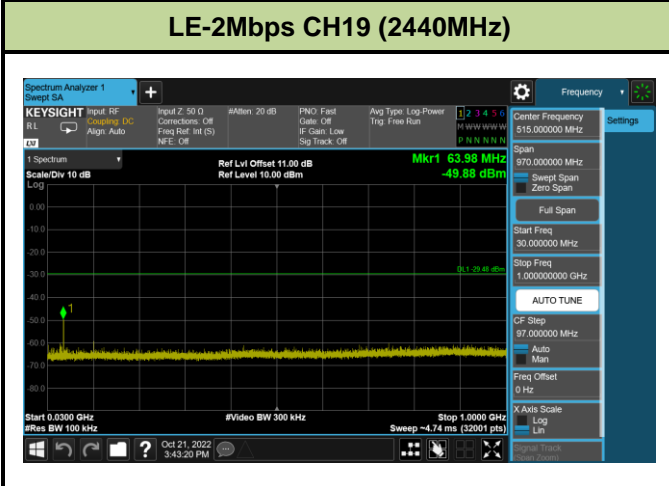 LE-2Mbps CH19 (2440MHz)
Spectrum Analyzer 1
Swept SA
Frequency
KEYSIGHT
RL
LXI
Input: RF
Coupling: DC
Align: Auto
Input Z: 50 Ω
Corrections: Off
Freq Ref: Int (S)
NFE: Off
#Atten: 20 dB
PNO: Fast
Gate: Off
IF Gain: Low
Sig Track: Off
Avg Type: Log-Power
Trig: Free Run
1 2 3 4 5 6
M W W W W W
P N N N N N
Center Frequency
515.000000 MHz
Settings
1 Spectrum
Scale/Div 10 dB
Log
Ref Lvl Offset 11.00 dB
Ref Level 10.00 dBm
Mkr1 63.98 MHz
-49.88 dBm
Span
970.000000 MHz
Swept Span
Zero Span
Full Span
Start Freq
30.000000 MHz
Stop Freq
1.000000000 GHz
AUTO TUNE
CF Step
97.000000 MHz
Auto
Man
Freq Offset
0 Hz
X Axis Scale
Log
Lin
Signal Track
(Span Zoom)
0.00
-10.0
-20.0
-30.0
DL1 -29.48 dBm
-40.0
1
-50.0
-60.0
-70.0
-80.0
Start 0.0300 GHz
#Res BW 100 kHz
#Video BW 300 kHz
Stop 1.0000 GHz
Sweep ~4.74 ms (32001 pts)
?
Oct 21, 2022
3:43:20 PM